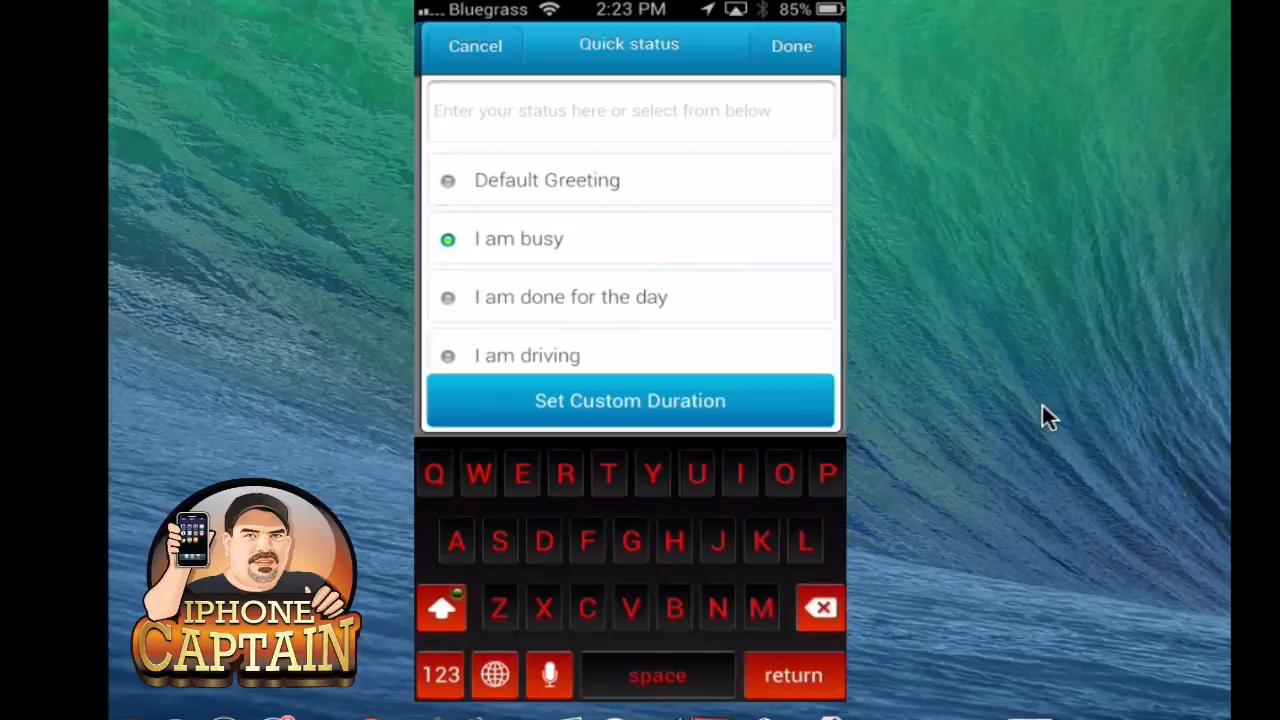 Bluegrass 2:23 PM 85%
Cancel Quick status Done
Enter your status here or select from below
Default Greeting
I am busy
I am done for the day
I am driving
Set Custom Duration
Q W E R T Y U I O P
A S D F G H J K L
Z X C V B N M
123 space return
IPHONE
CAPTAIN